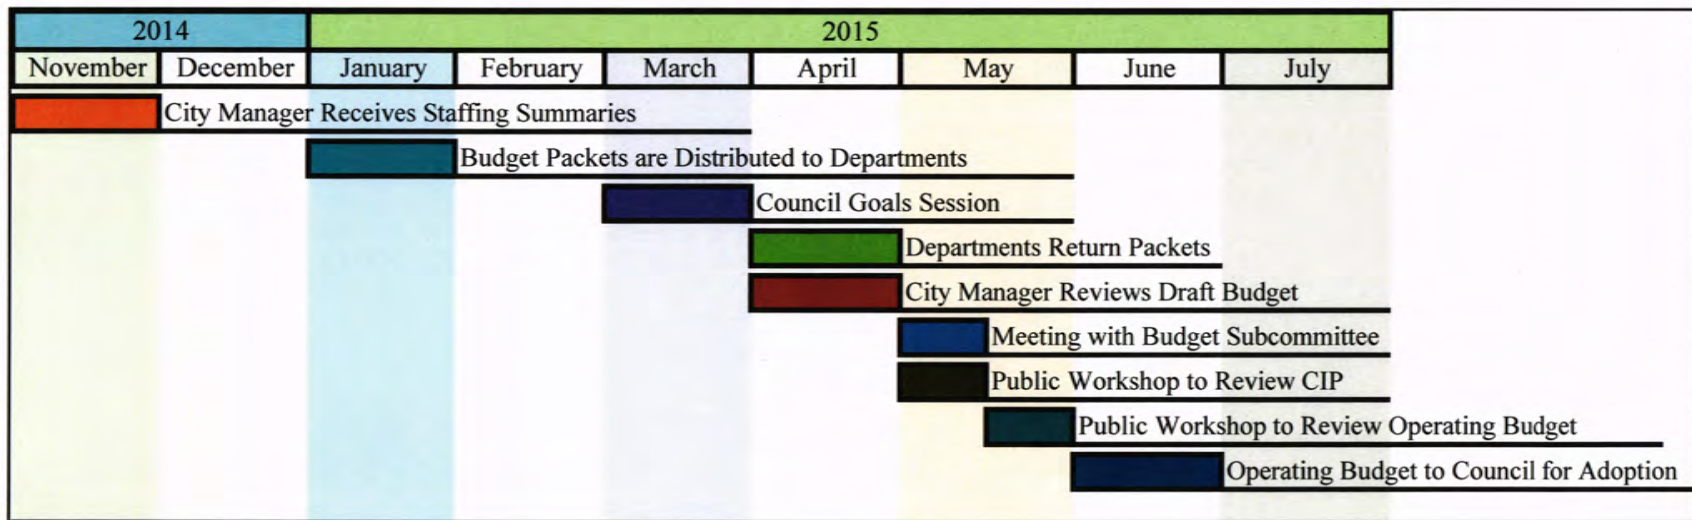 2014 2015
November December January February March April May June July
City Manager Receives Staffing Summaries
Budget Packets are Distributed to Departments
Council Goals Session
Departments Return Packets
City Manager Reviews Draft Budget
Meeting with Budget Subcommittee
Public Workshop to Review CIP
Public Workshop to Review Operating Budget
Operating Budget to Council for Adoption